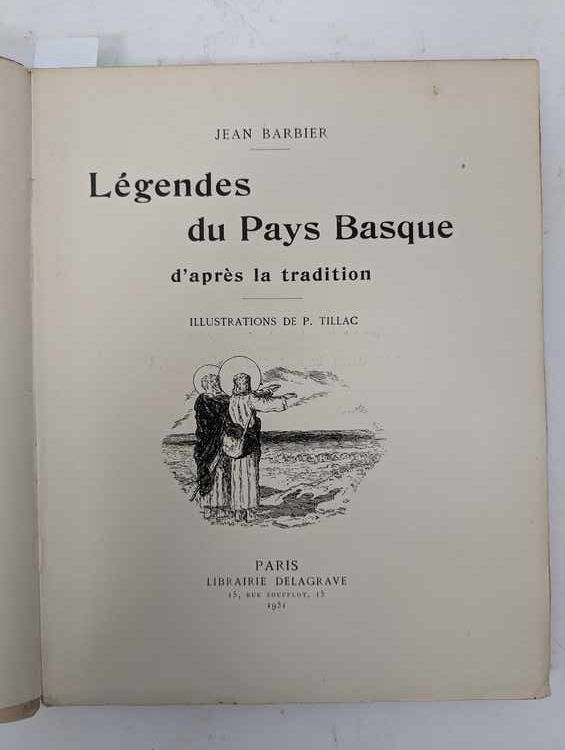 JEAN BARBIER
Légendes
du Pays Basque
d'après la tradition
ILLUSTRATIONS DE P. TILLAC
PARIS
LIBRAIRIE DELAGRAVE
15, RUE SOUFFLOT, 15
1931